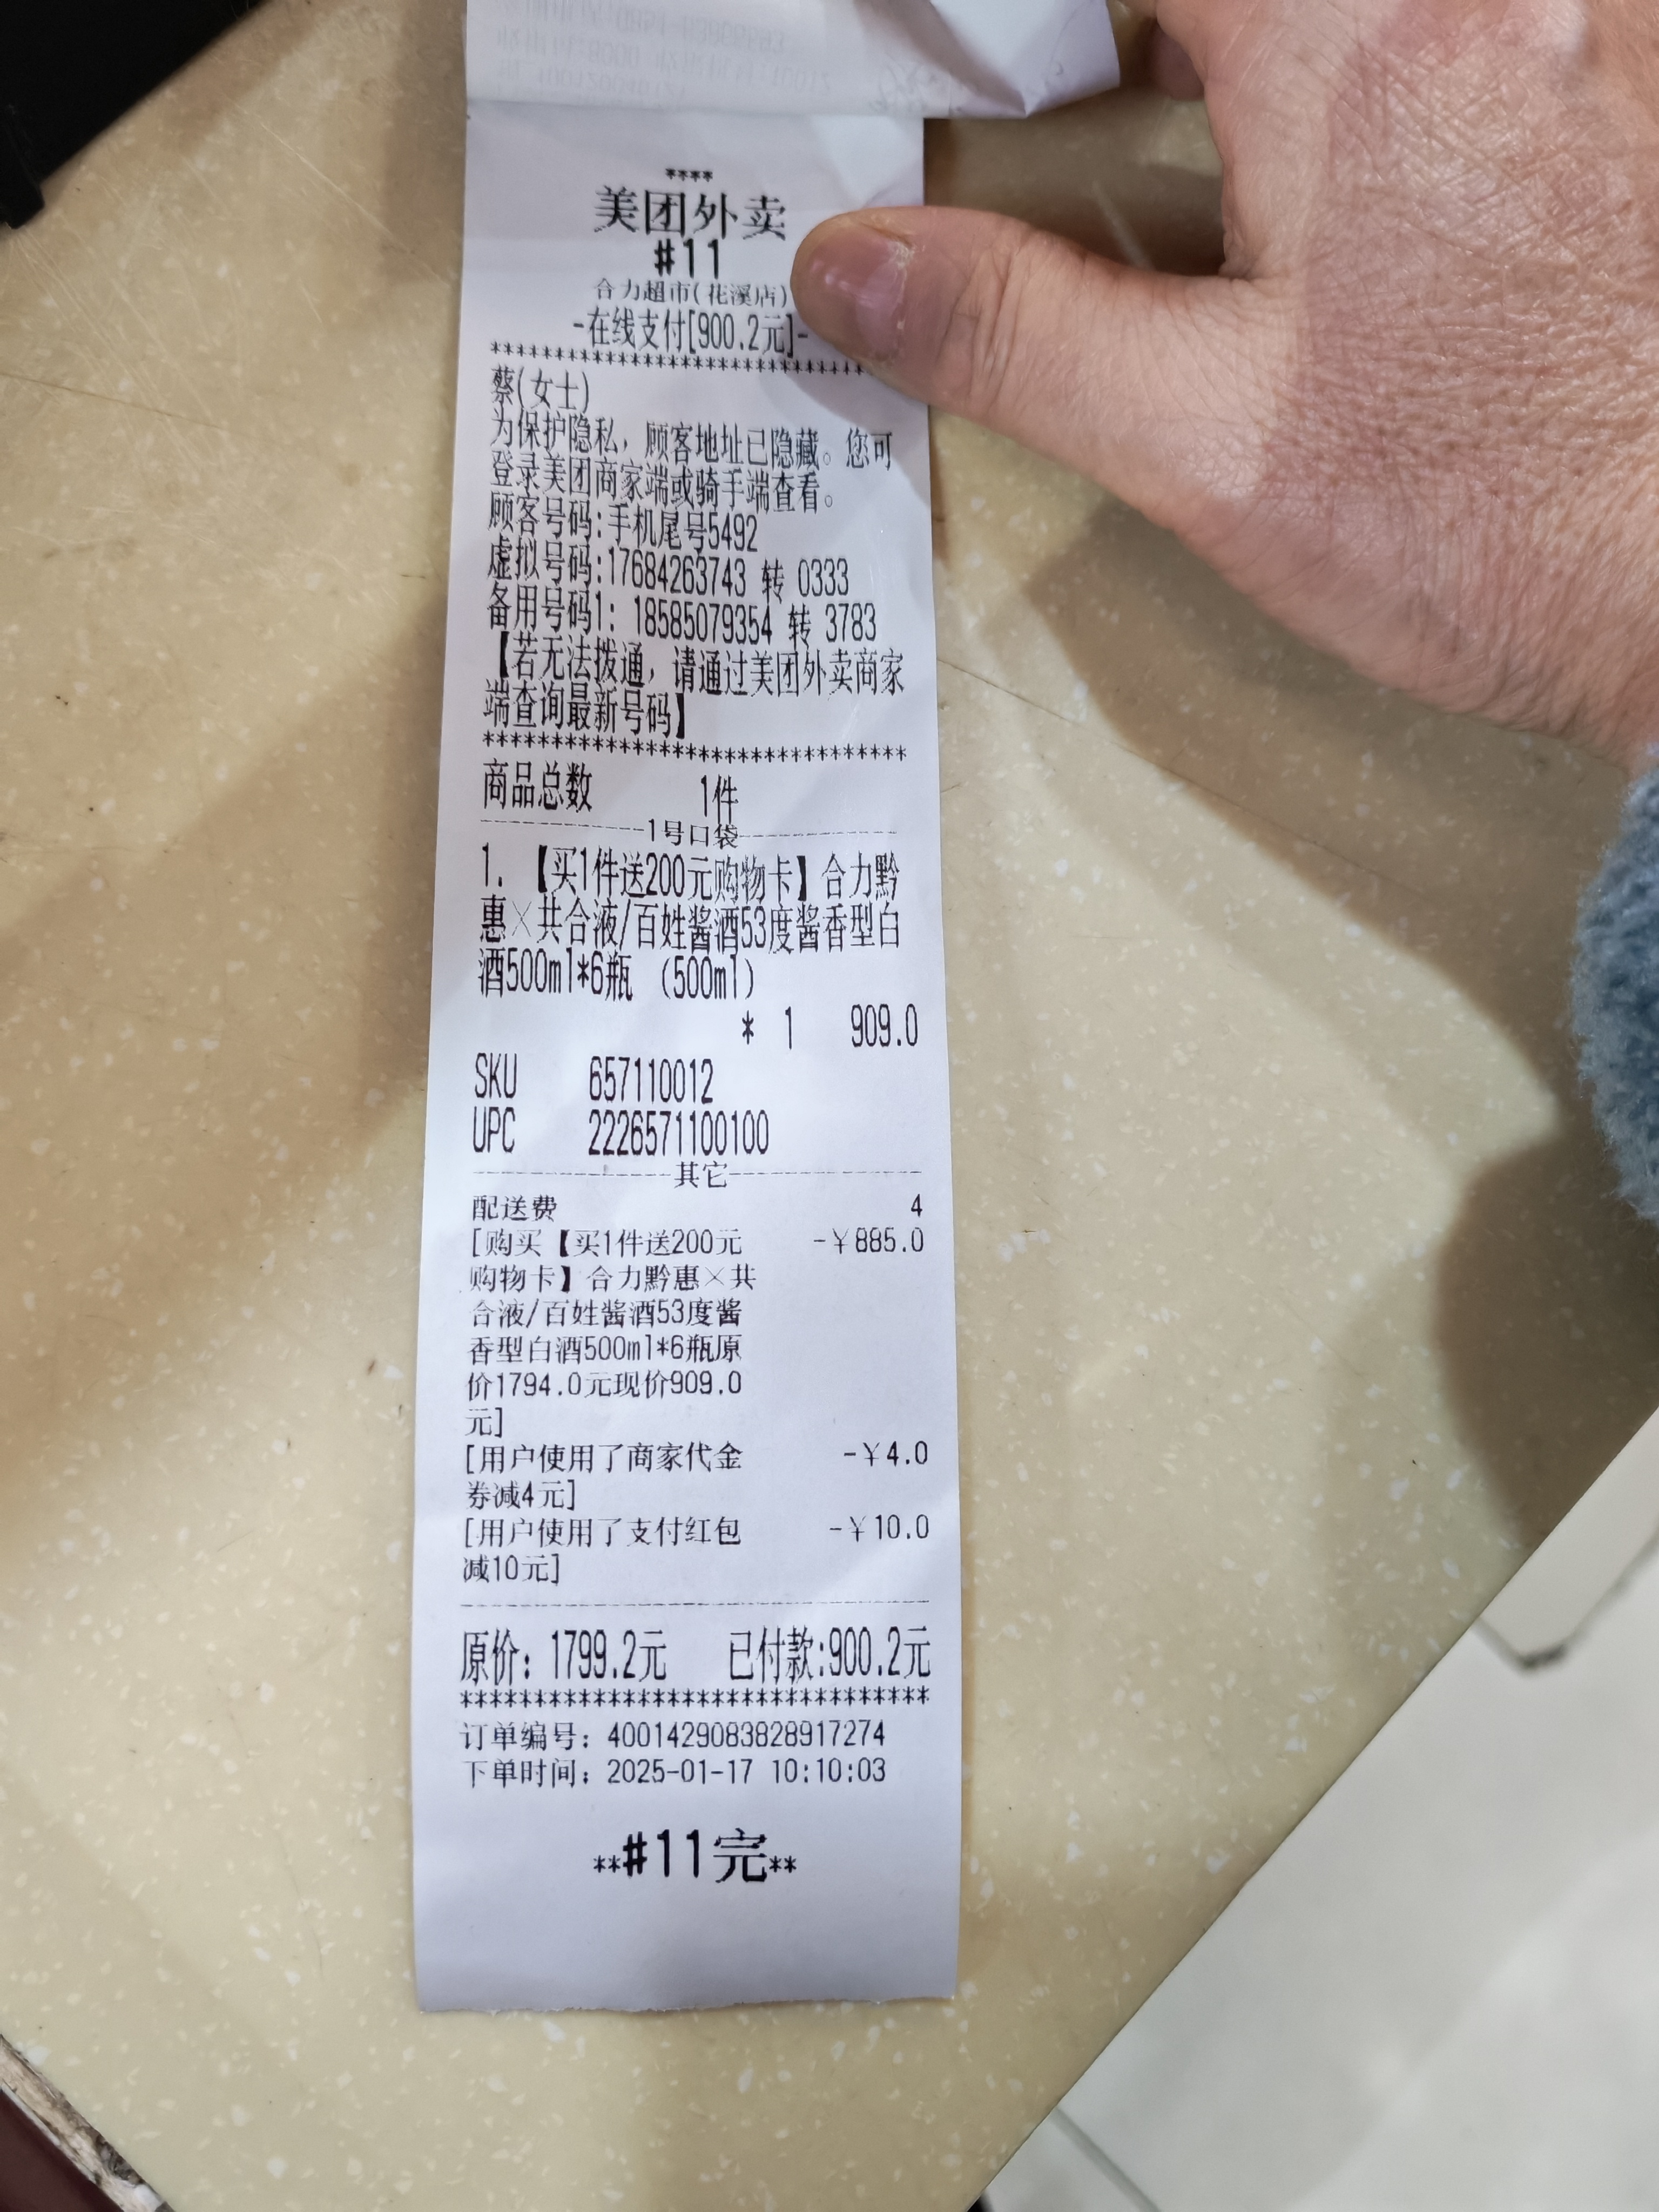 ****
美团外卖
#11
合力超市(花溪店)
-在线支付[900.2元]-
********************************
蔡(女士)
为保护隐私，顾客地址已隐藏。您可
登录美团商家端或骑手端查看。
顾客号码:手机尾号5492
虚拟号码:17684263743 转 0333
备用号码1: 18585079354 转 3783
【若无法拨通，请通过美团外卖商家
端查询最新号码】
********************************
商品总数 1件
1号口袋
1. 【买1件送200元购物卡】合力黔
惠×共合液/百姓酱酒53度酱香型白
酒500ml*6瓶 (500ml)
* 1 909.0
SKU 657110012
UPC 2226571100100
其它
配送费 4
[购买【买1件送200元 -￥885.0
购物卡】合力黔惠×共
合液/百姓酱酒53度酱
香型白酒500ml*6瓶原
价1794.0元现价909.0
元]
[用户使用了商家代金 -￥4.0
券减4元]
[用户使用了支付红包 -￥10.0
减10元]
原价: 1799.2元 已付款:900.2元
********************************
订单编号: 4001429083828917274
下单时间: 2025-01-17 10:10:03
**#11完**